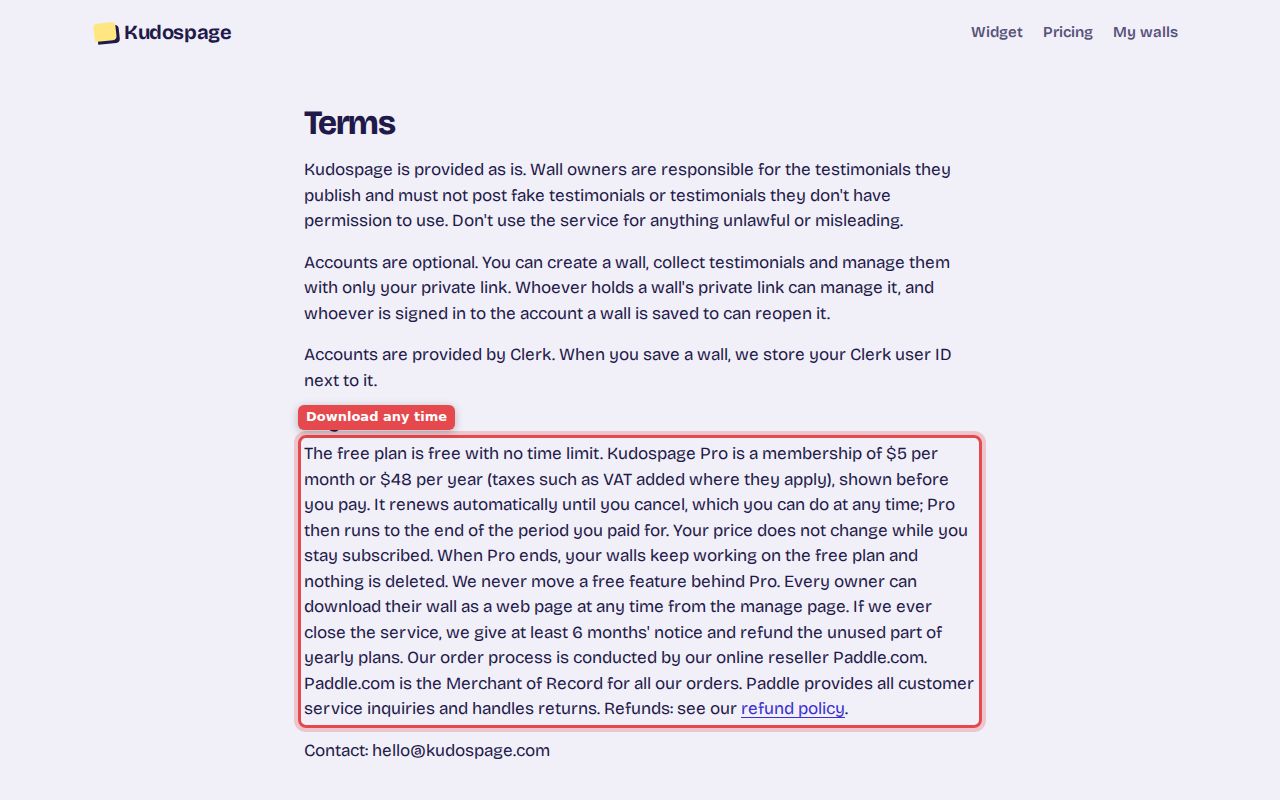 Kudospage
Widget
Pricing
My walls
Terms
Kudospage is provided as is. Wall owners are responsible for the testimonials they
publish and must not post fake testimonials or testimonials they don't have
permission to use. Don't use the service for anything unlawful or misleading.
Accounts are optional. You can create a wall, collect testimonials and manage them
with only your private link. Whoever holds a wall's private link can manage it, and
whoever is signed in to the account a wall is saved to can reopen it.
Accounts are provided by Clerk. When you save a wall, we store your Clerk user ID
next to it.
Download any time
The free plan is free with no time limit. Kudospage Pro is a membership of $5 per
month or $48 per year (taxes such as VAT added where they apply), shown before
you pay. It renews automatically until you cancel, which you can do at any time; Pro
then runs to the end of the period you paid for. Your price does not change while you
stay subscribed. When Pro ends, your walls keep working on the free plan and
nothing is deleted. We never move a free feature behind Pro. Every owner can
download their wall as a web page at any time from the manage page. If we ever
close the service, we give at least 6 months' notice and refund the unused part of
yearly plans. Our order process is conducted by our online reseller Paddle.com.
Paddle.com is the Merchant of Record for all our orders. Paddle provides all customer
service inquiries and handles returns. Refunds: see our refund policy.
Contact: hello@kudospage.com